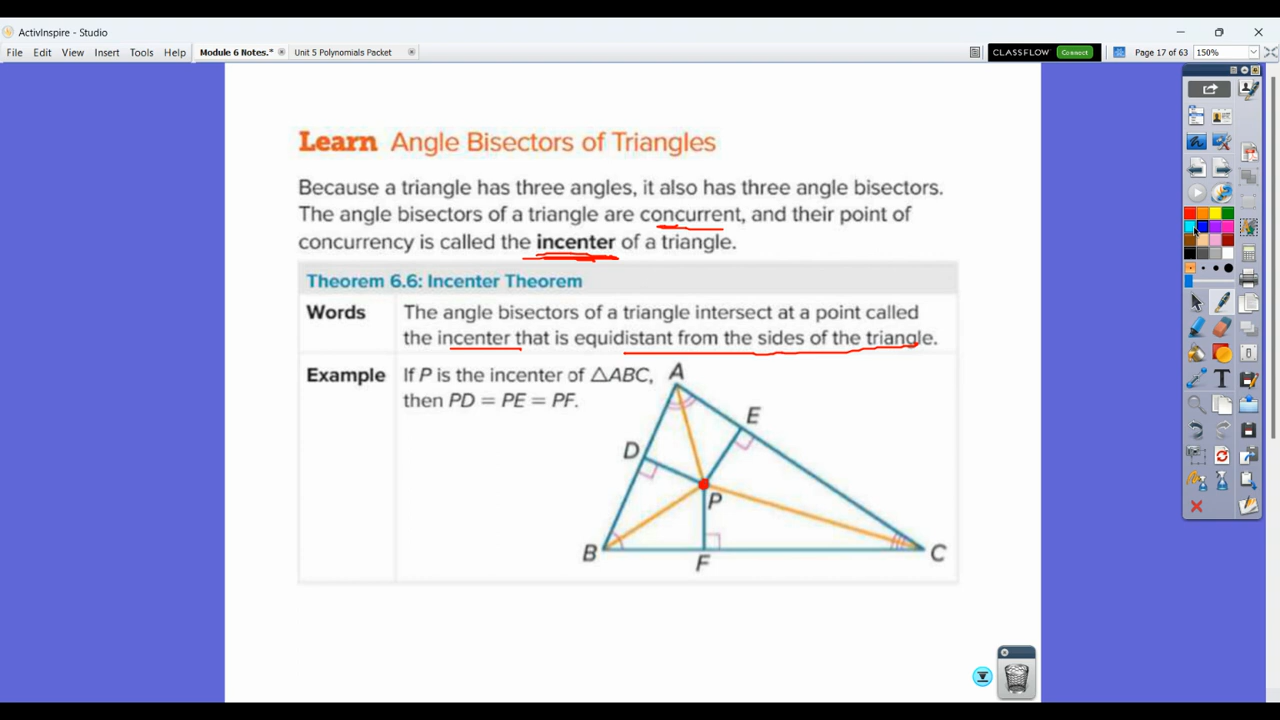 ActivInspire - Studio
File Edit View Insert Tools Help Module 6 Notes.* Unit 5 Polynomials Packet CLASSFLOW Connect Page 17 of 63 150%
Learn Angle Bisectors of Triangles
Because a triangle has three angles, it also has three angle bisectors.
The angle bisectors of a triangle are concurrent, and their point of
concurrency is called the incenter of a triangle.
Theorem 6.6: Incenter Theorem
Words The angle bisectors of a triangle intersect at a point called
the incenter that is equidistant from the sides of the triangle.
Example If P is the incenter of △ABC,
then PD = PE = PF.
A
E
D
P
B
F
C
T